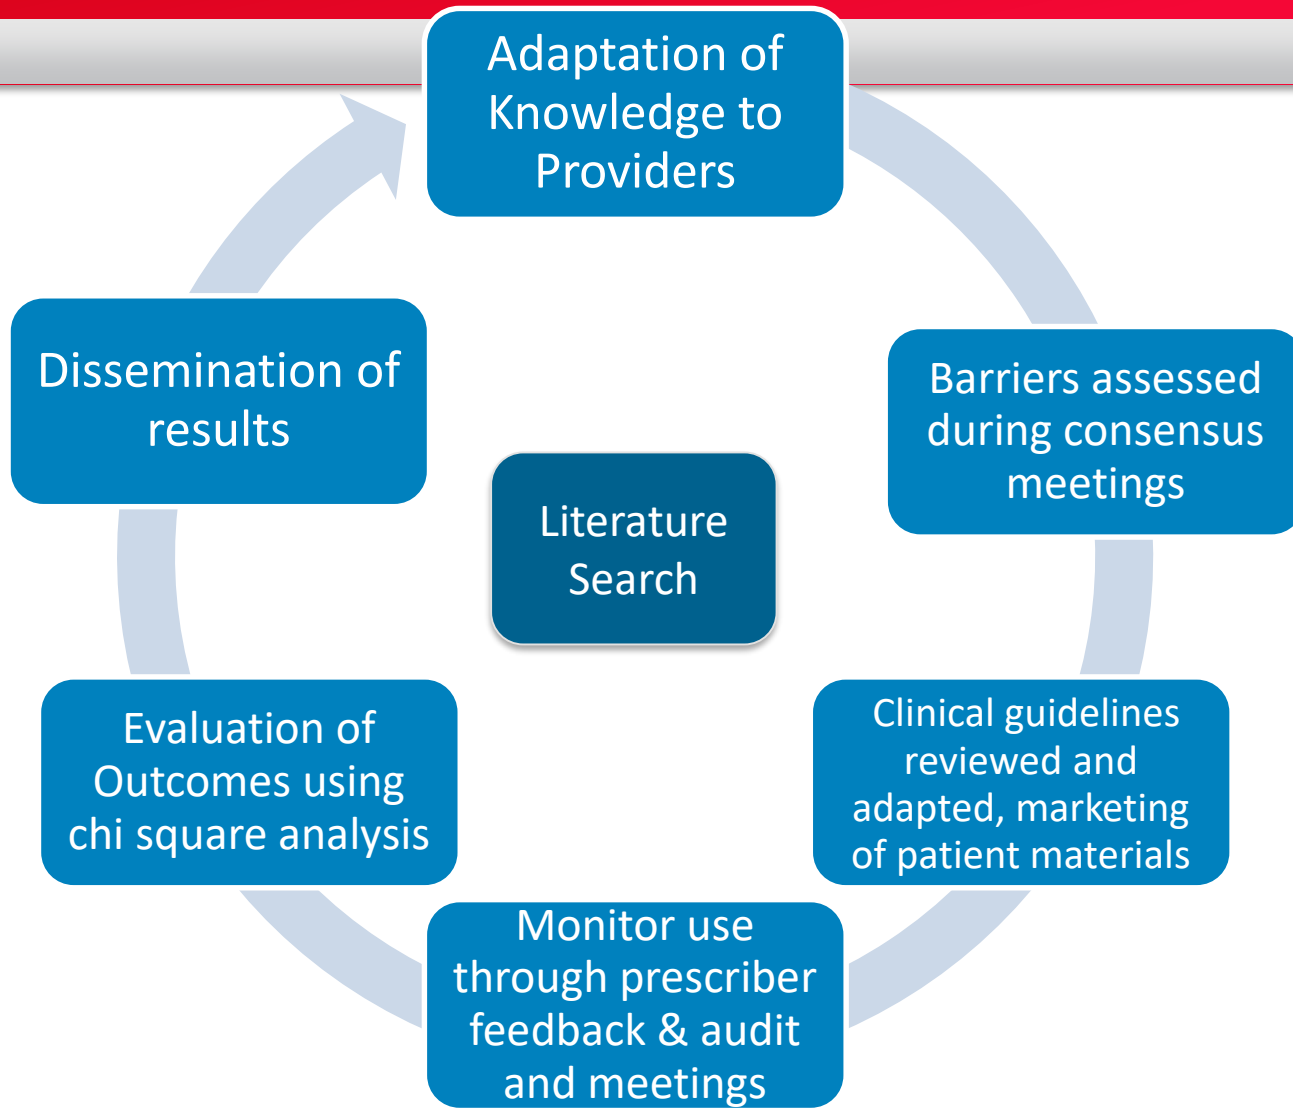 Adaptation of
Knowledge to
Providers
Barriers assessed
during consensus
meetings
Clinical guidelines
reviewed and
adapted, marketing
of patient materials
Monitor use
through prescriber
feedback & audit
and meetings
Evaluation of
Outcomes using
chi square analysis
Dissemination of
results
Literature
Search